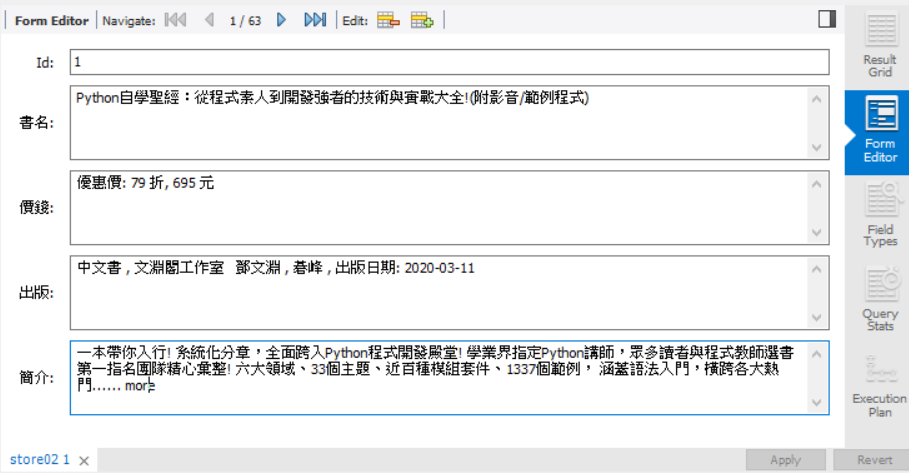 Form Editor Navigate: 1 / 63 Edit:
Id: 1
書名: Python自學聖經：從程式素人到開發強者的技術與實戰大全!(附影音/範例程式)
價錢: 優惠價: 79 折, 695 元
出版: 中文書 , 文淵閣工作室 鄧文淵 , 碁峰 , 出版日期: 2020-03-11
簡介: 一本帶你入行! 系統化分章，全面跨入Python程式開發殿堂! 學業界指定Python講師，眾多讀者與程式教師選書
第一指名團隊精心彙整! 六大領域、33個主題、近百種模組套件、1337個範例， 涵蓋語法入門，橫跨各大熱
門...... more
Result
Grid
Form
Editor
Field
Types
Query
Stats
Execution
Plan
store02 1
Apply
Revert